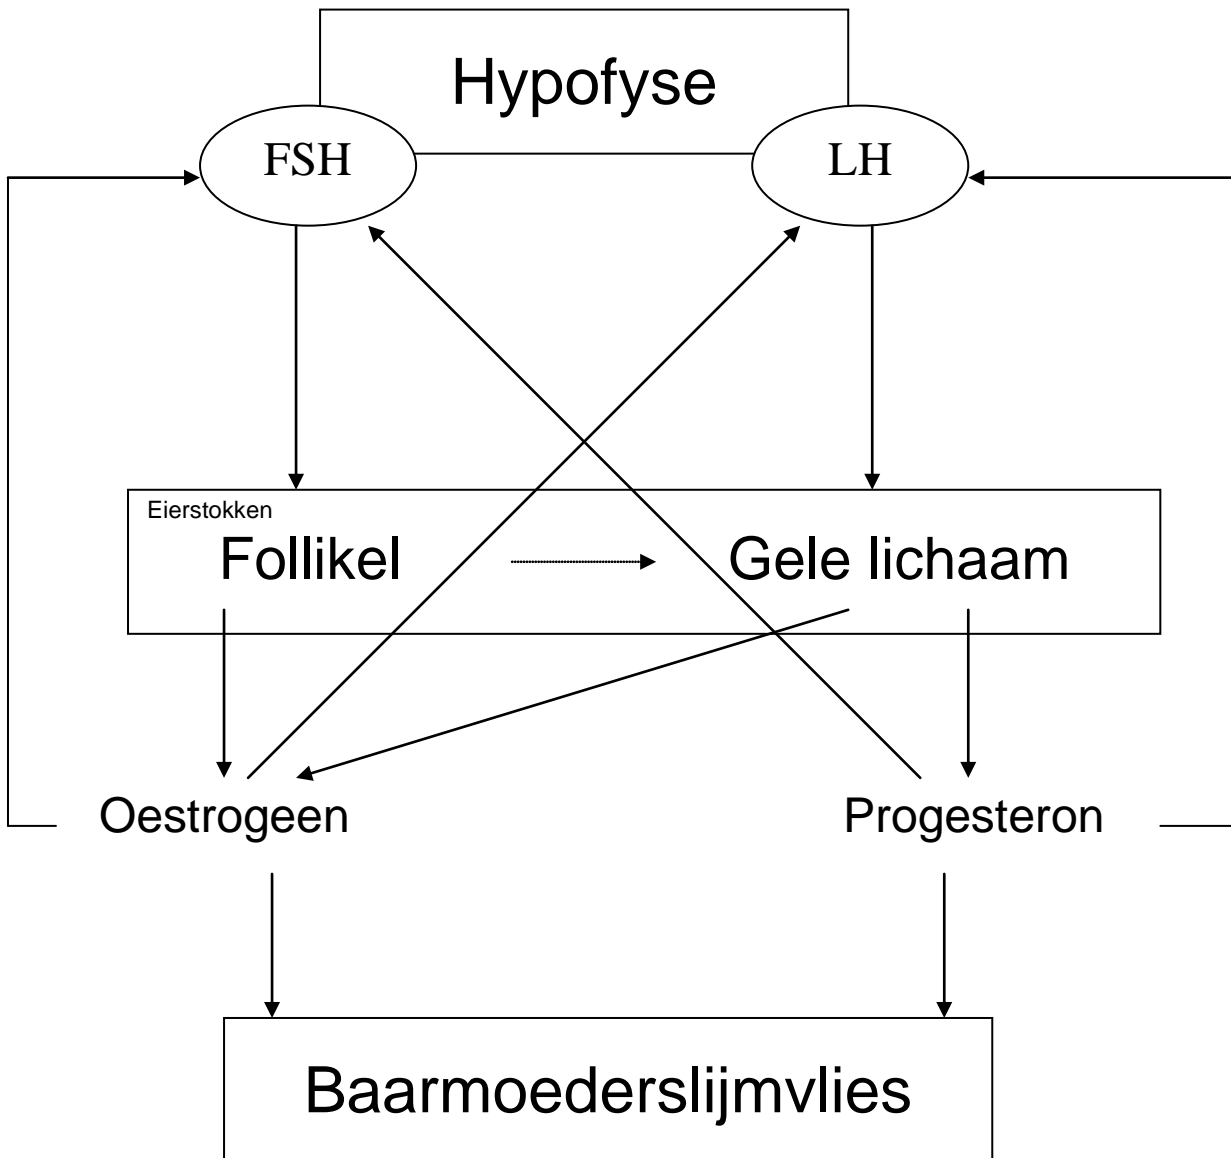 Hypofyse
FSH
LH
Eierstokken
Follikel
Gele lichaam
Oestrogeen
Progesteron
Baarmoederslijmvlies